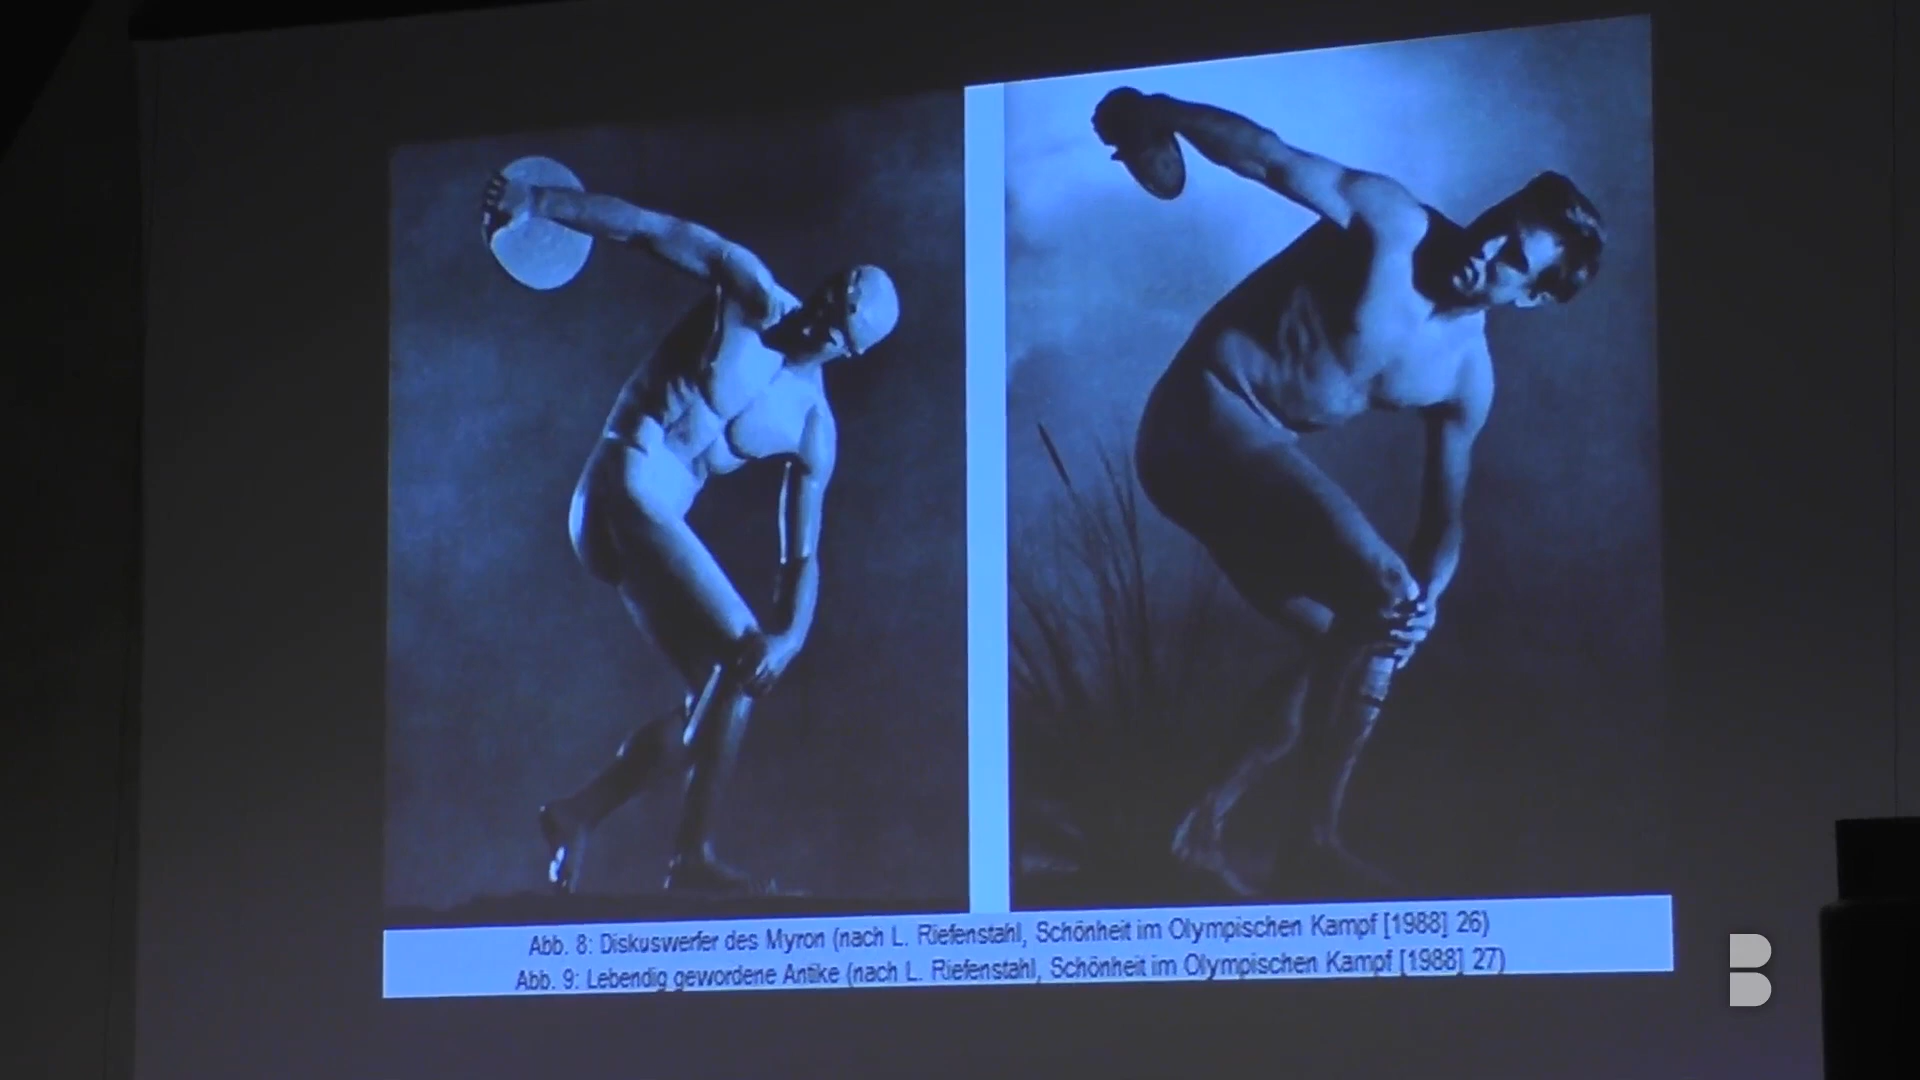 Abb. 8: Diskuswerfer des Myron (nach L. Riefenstahl, Schönheit im Olympischen Kampf [1988] 26)
Abb. 9: Lebendig gewordene Antike (nach L. Riefenstahl, Schönheit im Olympischen Kampf [1988] 27)
B